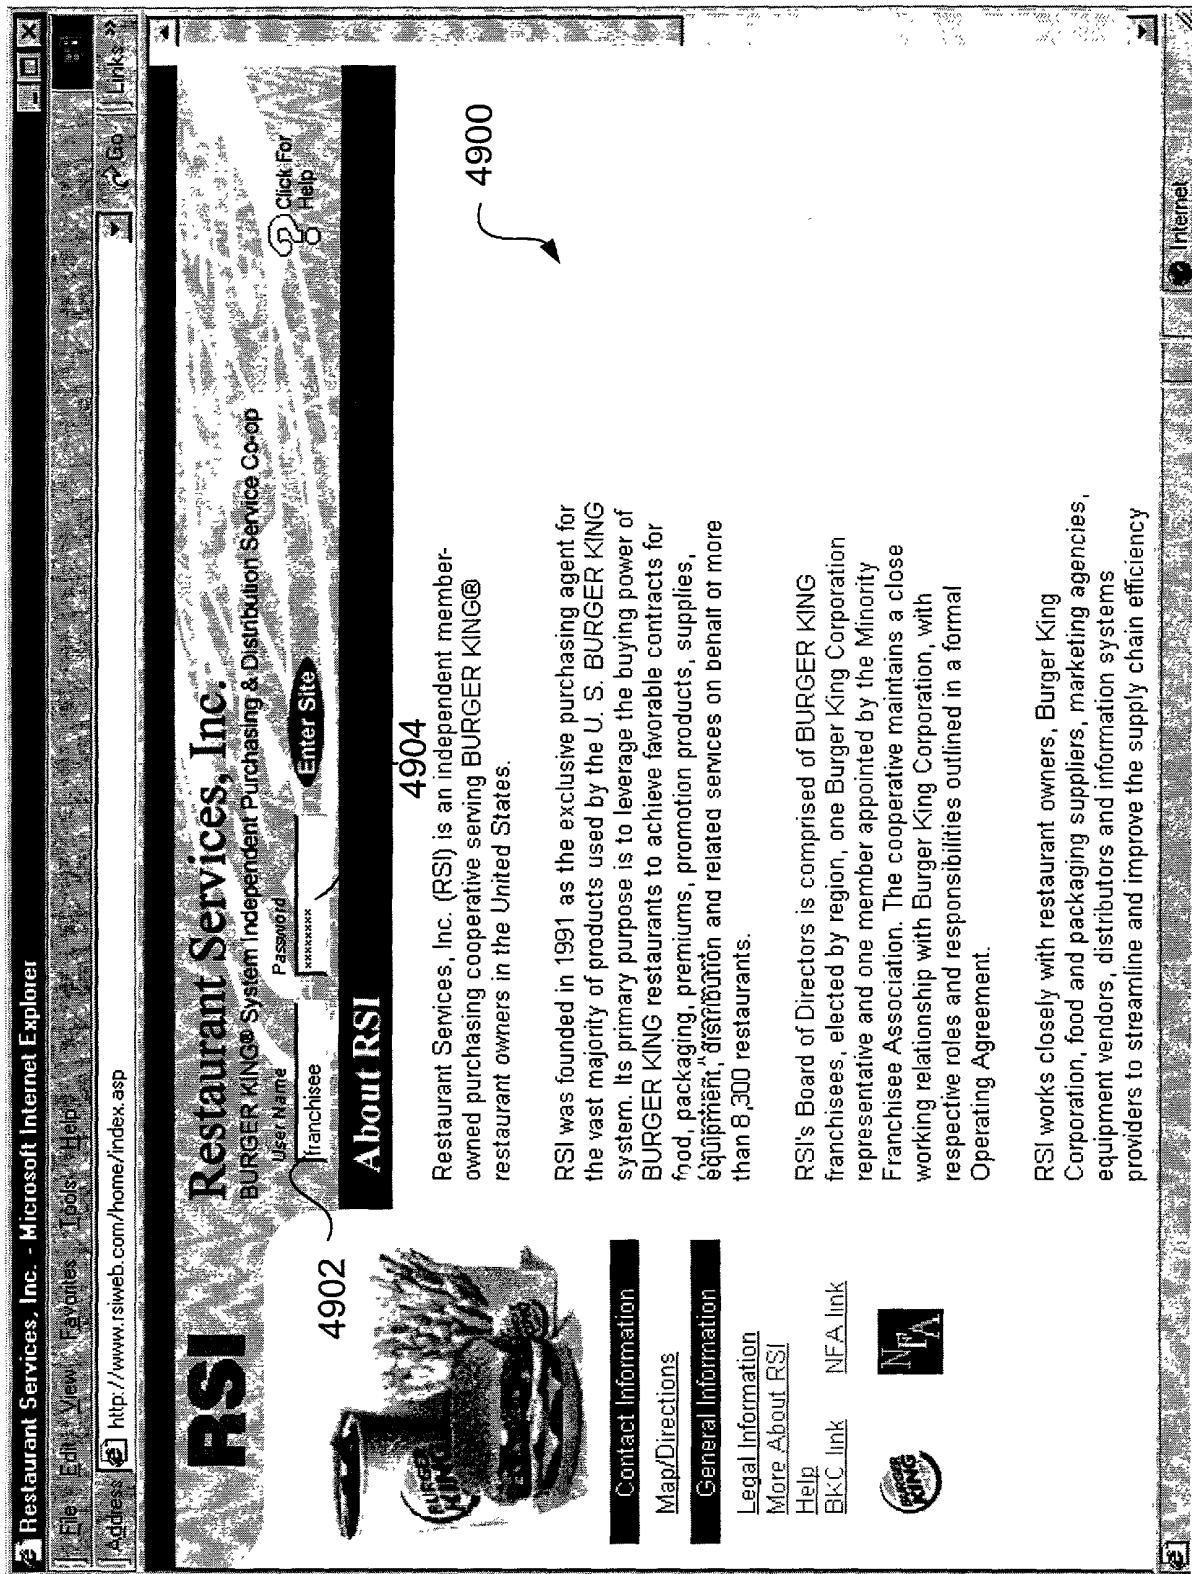 Restaurant Services, Inc. - Microsoft Internet Explorer
File Edit View Favorites Tools Help
Address http://www.rsiweb.com/home/index.asp Go Links »
RSI
Restaurant Services, Inc.
BURGER KING® System Independent Purchasing & Distribution Service Co-op
User Name Password
franchisee xxxxxxxx Enter Site
Click For
Help
4902
4904
4900
About RSI
BURGER
KING
Contact Information
Map/Directions
General Information
Legal Information
More About RSI
Help
BKC link NFA link
BURGER
KING
NFA
Restaurant Services, Inc. (RSI) is an independent member-
owned purchasing cooperative serving BURGER KING®
restaurant owners in the United States.
RSI was founded in 1991 as the exclusive purchasing agent for
the vast majority of products used by the U. S. BURGER KING
system. Its primary purpose is to leverage the buying power of
BURGER KING restaurants to achieve favorable contracts for
food, packaging, premiums, promotion products, supplies,
equipment, distribution and related services on behalf of more
than 8,300 restaurants.
RSI's Board of Directors is comprised of BURGER KING
franchisees, elected by region, one Burger King Corporation
representative and one member appointed by the Minority
Franchisee Association. The cooperative maintains a close
working relationship with Burger King Corporation, with
respective roles and responsibilities outlined in a formal
Operating Agreement.
RSI works closely with restaurant owners, Burger King
Corporation, food and packaging suppliers, marketing agencies,
equipment vendors, distributors and information systems
providers to streamline and improve the supply chain efficiency
Internet